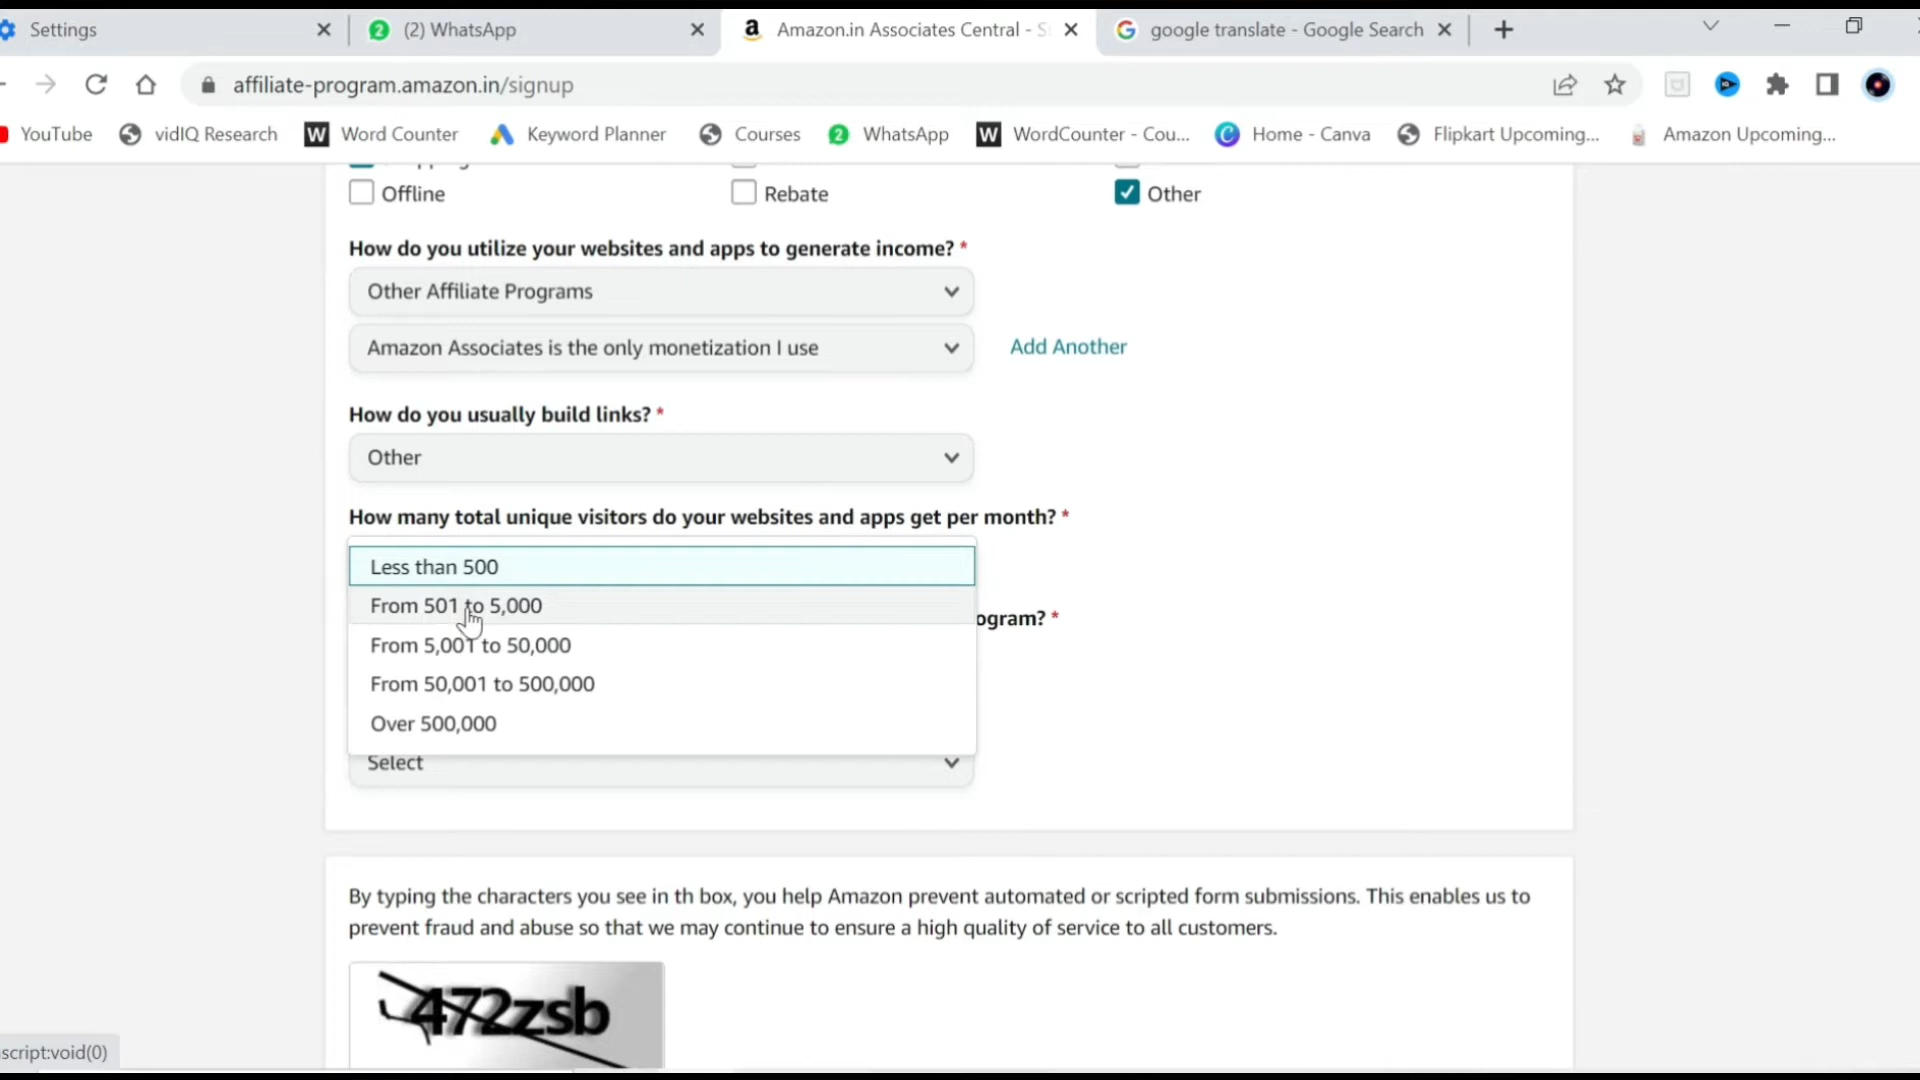 Settings
(2) WhatsApp
Amazon.in Associates Central - S
google translate - Google Search
affiliate-program.amazon.in/signup
YouTube
vidIQ Research
Word Counter
Keyword Planner
Courses
WhatsApp
WordCounter - Cou...
Home - Canva
Flipkart Upcoming...
Amazon Upcoming...
Offline
Rebate
Other
How do you utilize your websites and apps to generate income? *
Other Affiliate Programs
Amazon Associates is the only monetization I use
Add Another
How do you usually build links? *
Other
How many total unique visitors do your websites and apps get per month? *
Less than 500
From 501 to 5,000
ogram? *
From 5,001 to 50,000
From 50,001 to 500,000
Over 500,000
Select
By typing the characters you see in th box, you help Amazon prevent automated or scripted form submissions. This enables us to
prevent fraud and abuse so that we may continue to ensure a high quality of service to all customers.
472zsb
script:void(0)